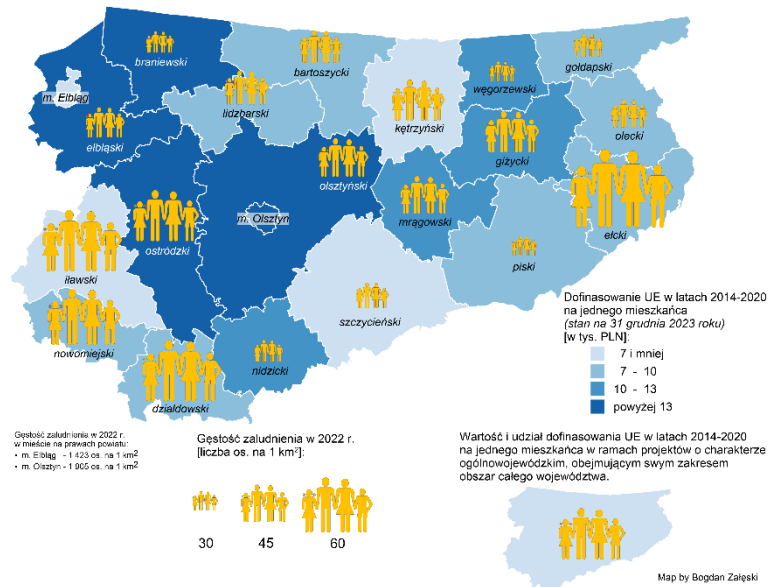 braniewski
bartoszycki
gołdapski
węgorzewski
m. Elbląg
lidzbarski
kętrzyński
olecki
elbląski
giżycki
olsztyński
m. Olsztyn
mrągowski
ełcki
ostródzki
piski
iławski
szczycieński
nowomiejski
nidzicki
działdowski
Dofinasowanie UE w latach 2014-2020
na jednego mieszkańca
(stan na 31 grudnia 2023 roku)
[w tys. PLN]:
7 i mniej
7 - 10
10 - 13
powyżej 13
Gęstość zaludnienia w 2022 r.
w mieście na prawach powiatu:
• m. Elbląg - 1 423 os. na 1 km²
• m. Olsztyn - 1 905 os. na 1 km²
Gęstość zaludnienia w 2022 r.
[liczba os. na 1 km²]:
30 45 60
Wartość i udział dofinasowania UE w latach 2014-2020
na jednego mieszkańca w ramach projektów o charakterze
ogólnowojewódzkim, obejmującym swym zakresem
obszar całego województwa.
Map by Bogdan Załęski